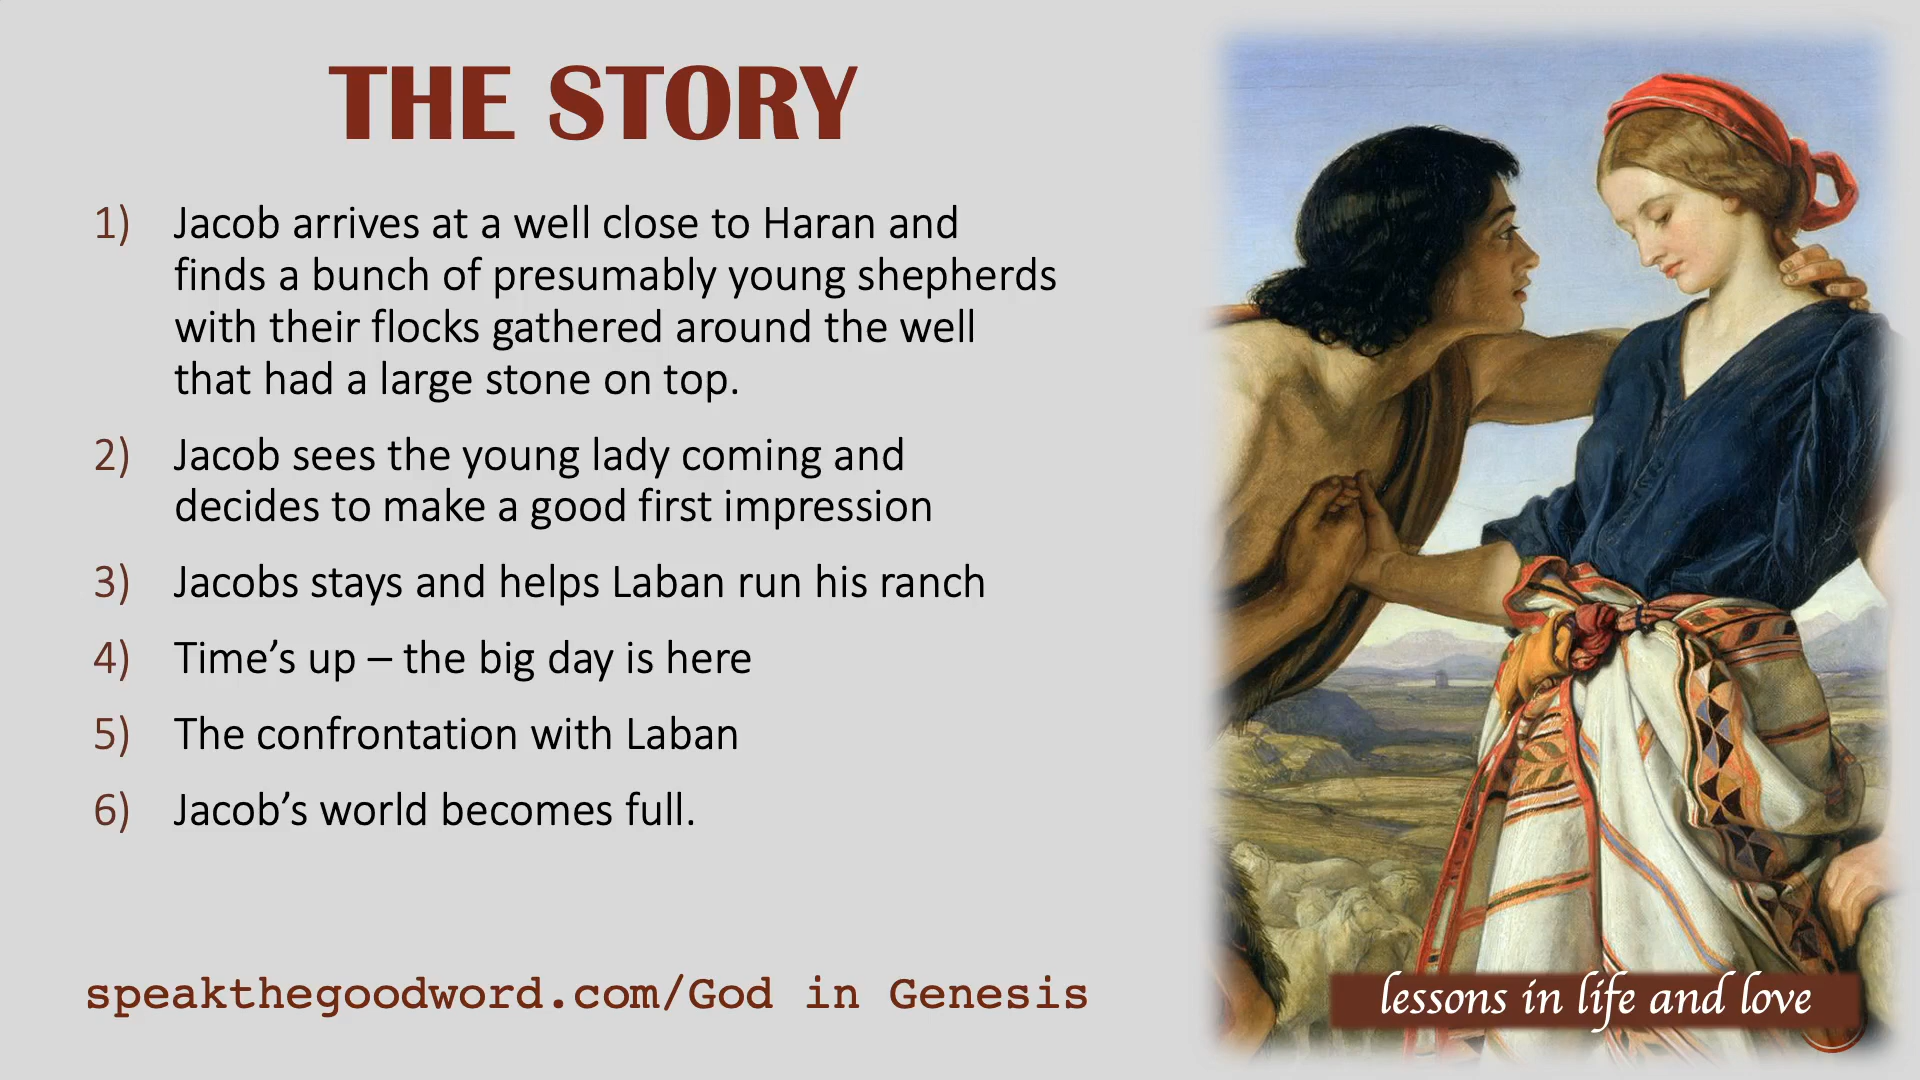 THE STORY
1) Jacob arrives at a well close to Haran and
finds a bunch of presumably young shepherds
with their flocks gathered around the well
that had a large stone on top.
2) Jacob sees the young lady coming and
decides to make a good first impression
3) Jacobs stays and helps Laban run his ranch
4) Time’s up – the big day is here
5) The confrontation with Laban
6) Jacob’s world becomes full.
speakthegoodword.com/God in Genesis
lessons in life and love